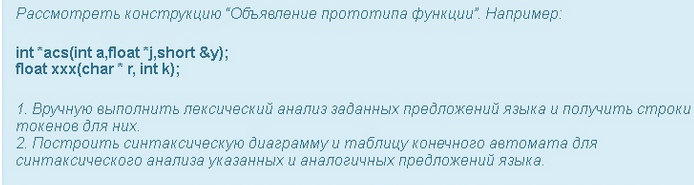 Рассмотреть конструкцию "Объявление прототипа функции". Например:
int *acs(int a,float *j,short &y);
float xxx(char * r, int k);
1. Вручную выполнить лексический анализ заданных предложений языка и получить строки
токенов для них.
2. Построить синтаксическую диаграмму и таблицу конечного автомата для
синтаксического анализа указанных и аналогичных предложений языка.